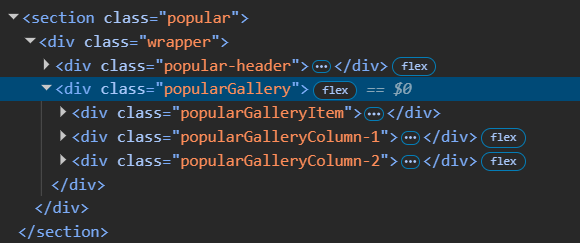 ▼<section class="popular">
▼<div class="wrapper">
▶<div class="popular-header">⋯</div> flex
▼<div class="popularGallery"> flex == $0
▶<div class="popularGalleryItem">⋯</div>
▶<div class="popularGalleryColumn-1">⋯</div> flex
▶<div class="popularGalleryColumn-2">⋯</div> flex
</div>
</div>
</section>